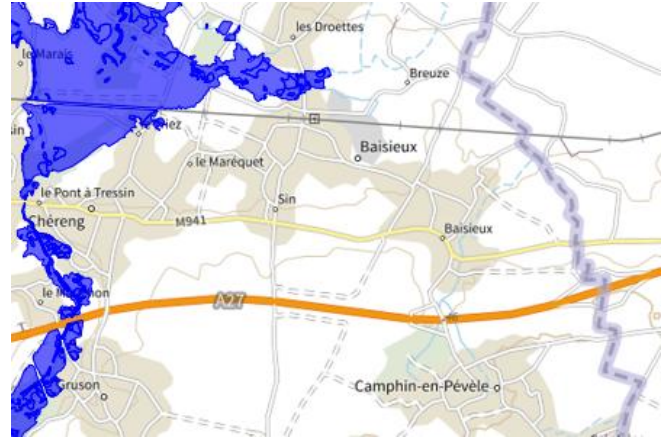 les Droettes
le Marais
Breuze
Baisieux
le Maréquet
le Pont à Tressin
Sin
Chéreng
M941
Baisieux
A27
Gruson
Camphin-en-Pévèle